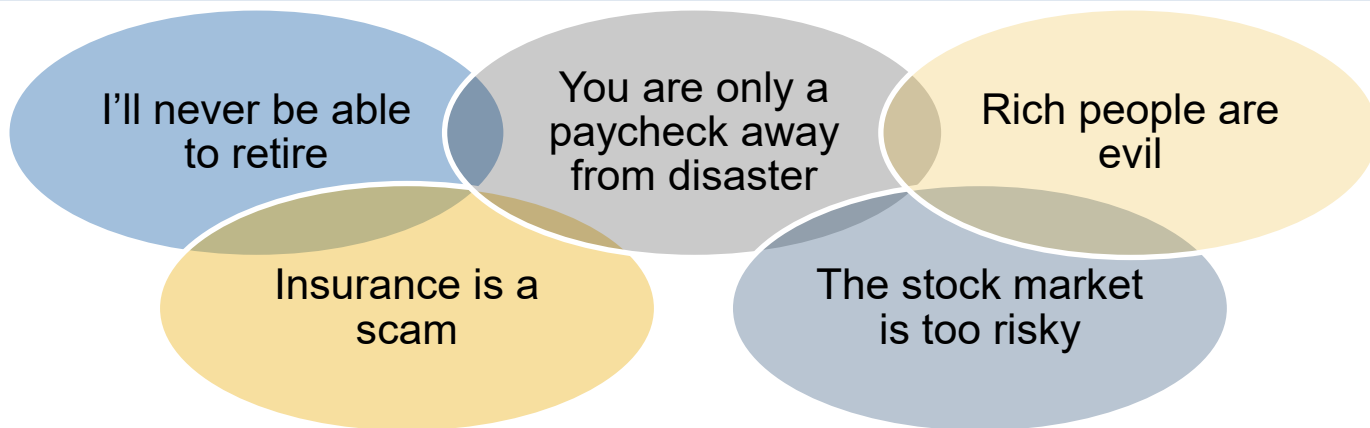 I’ll never be able
to retire
You are only a
paycheck away
from disaster
Rich people are
evil
Insurance is a
scam
The stock market
is too risky